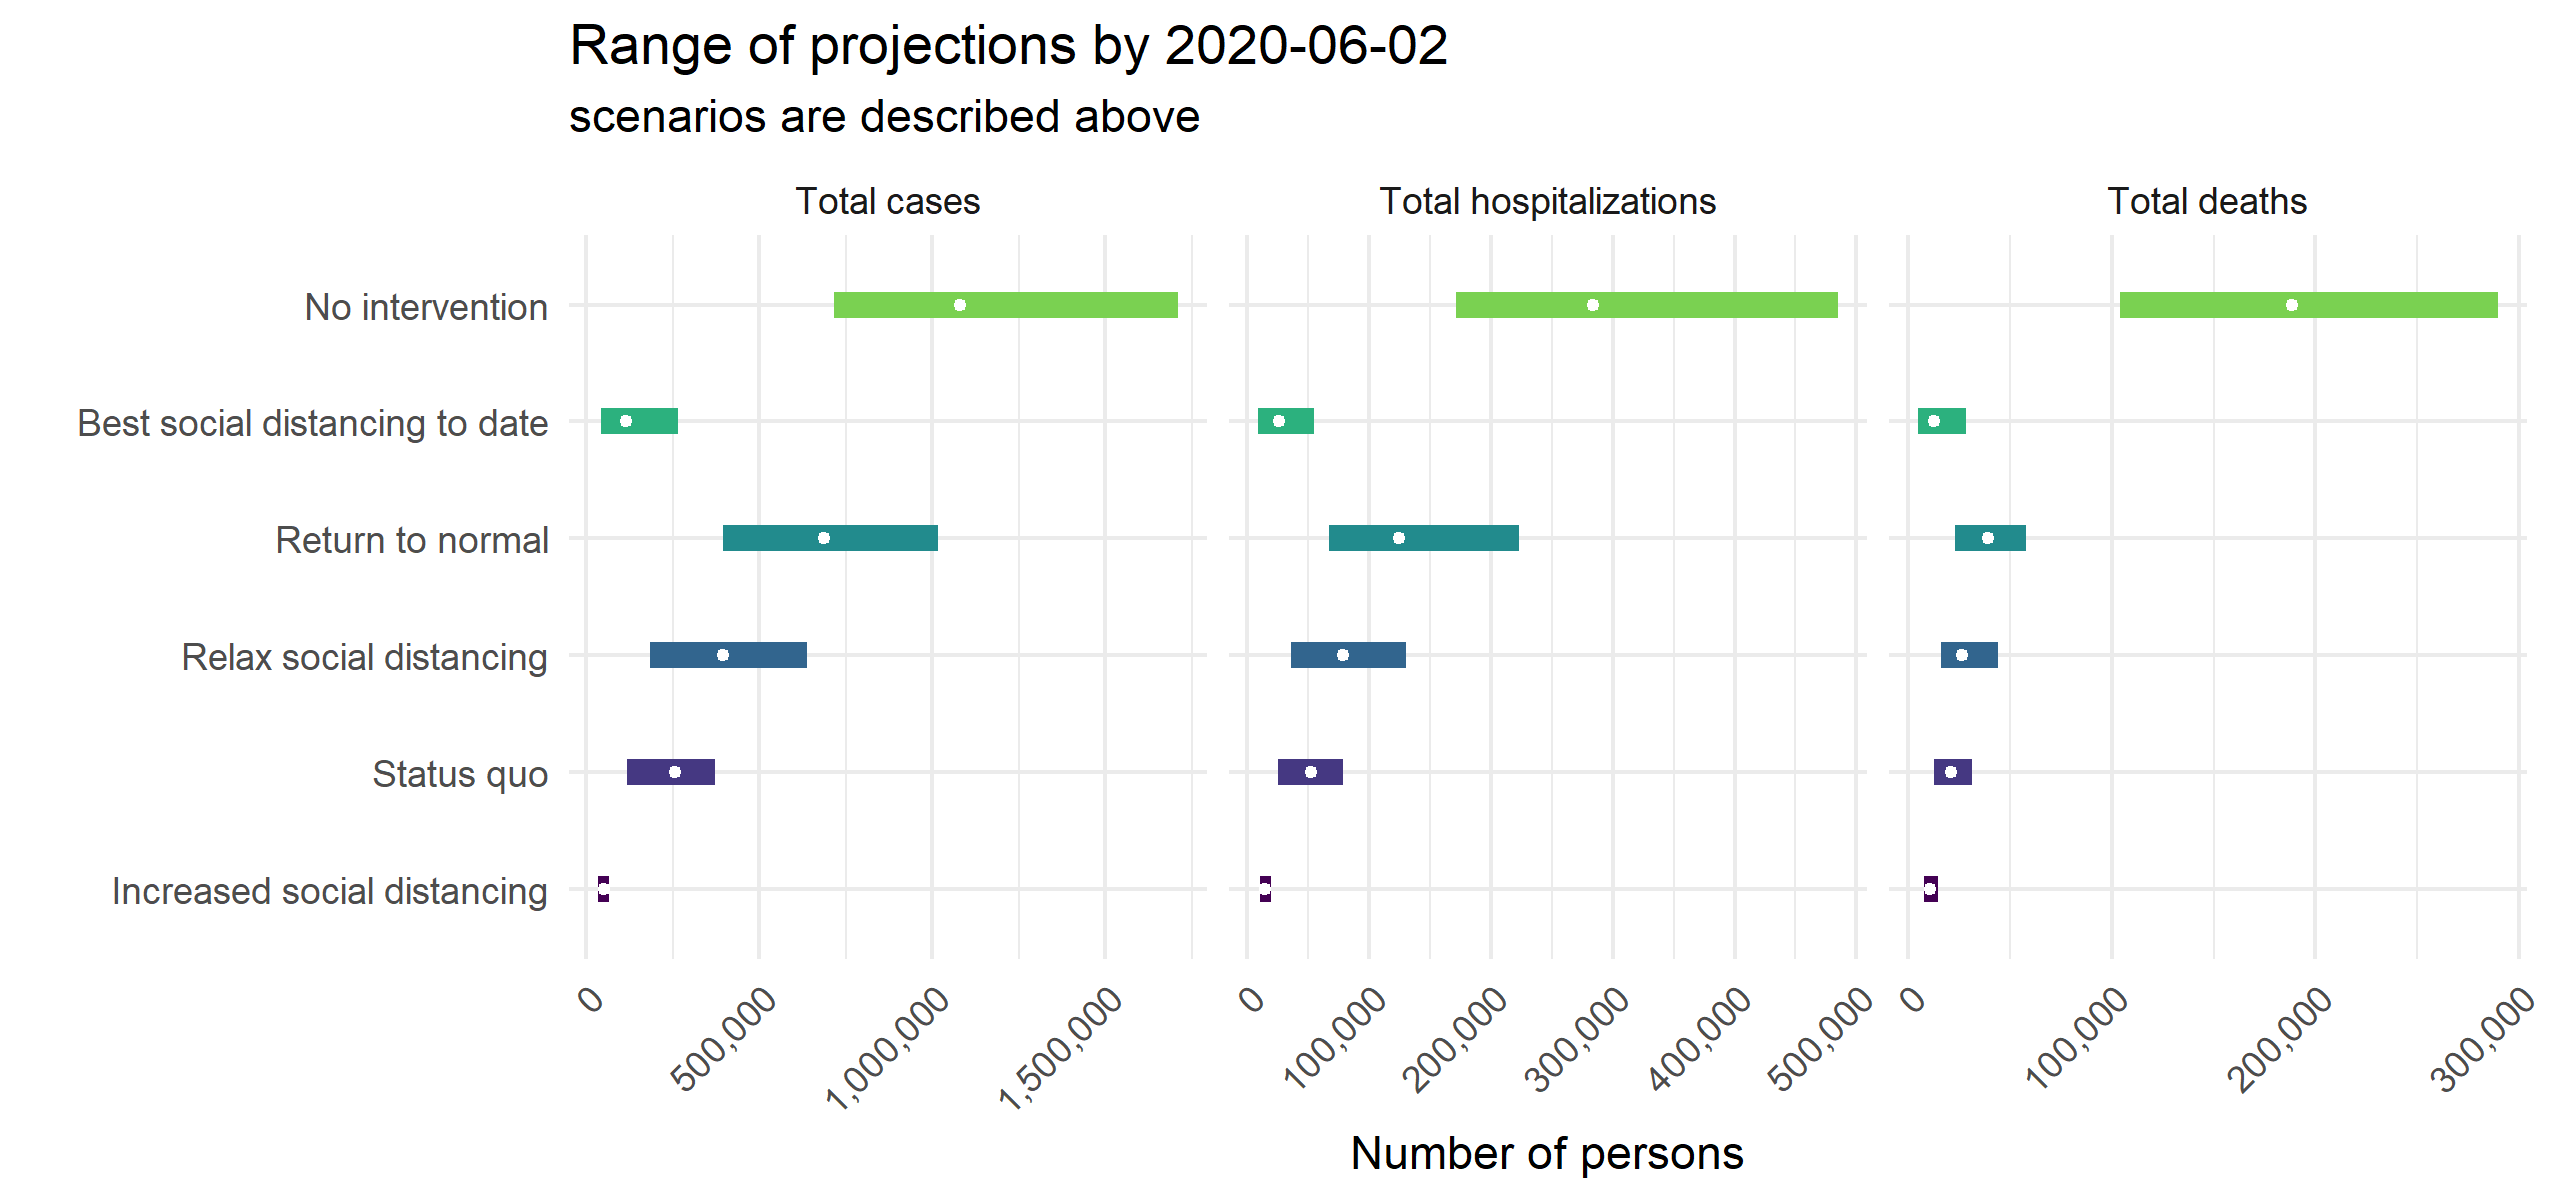 Range of projections by 2020-06-02
scenarios are described above
Total cases
Total hospitalizations
Total deaths
No intervention
Best social distancing to date
Return to normal
Relax social distancing
Status quo
Increased social distancing
0
500,000
1,000,000
1,500,000
0
100,000
200,000
300,000
400,000
500,000
0
100,000
200,000
300,000
Number of persons